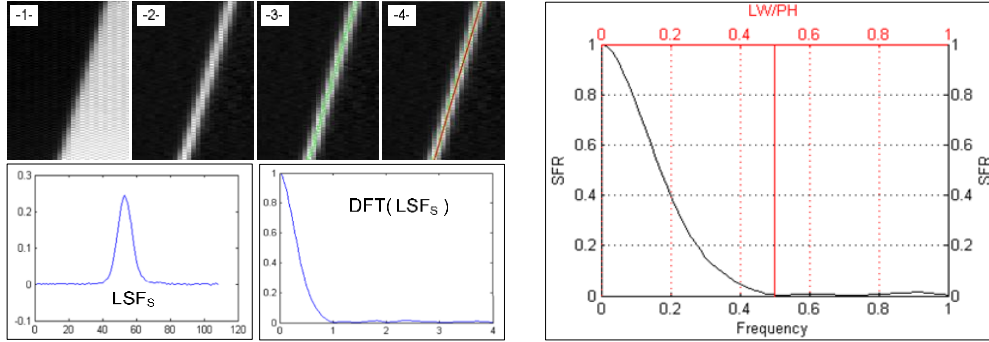 -1- -2- -3- -4-
0.3
0.2
0.1
0
-0.1
0 20 40 60 80 100 120
LSFS
1
0.8
0.6
0.4
0.2
0
0 1 2 3 4
DFT( LSFS )
LW/PH
0 0.2 0.4 0.6 0.8 1
1 1
0.8 0.8
0.6 0.6
0.4 0.4
0.2 0.2
0 0
SFR SFR
0 0.2 0.4 0.6 0.8 1
Frequency